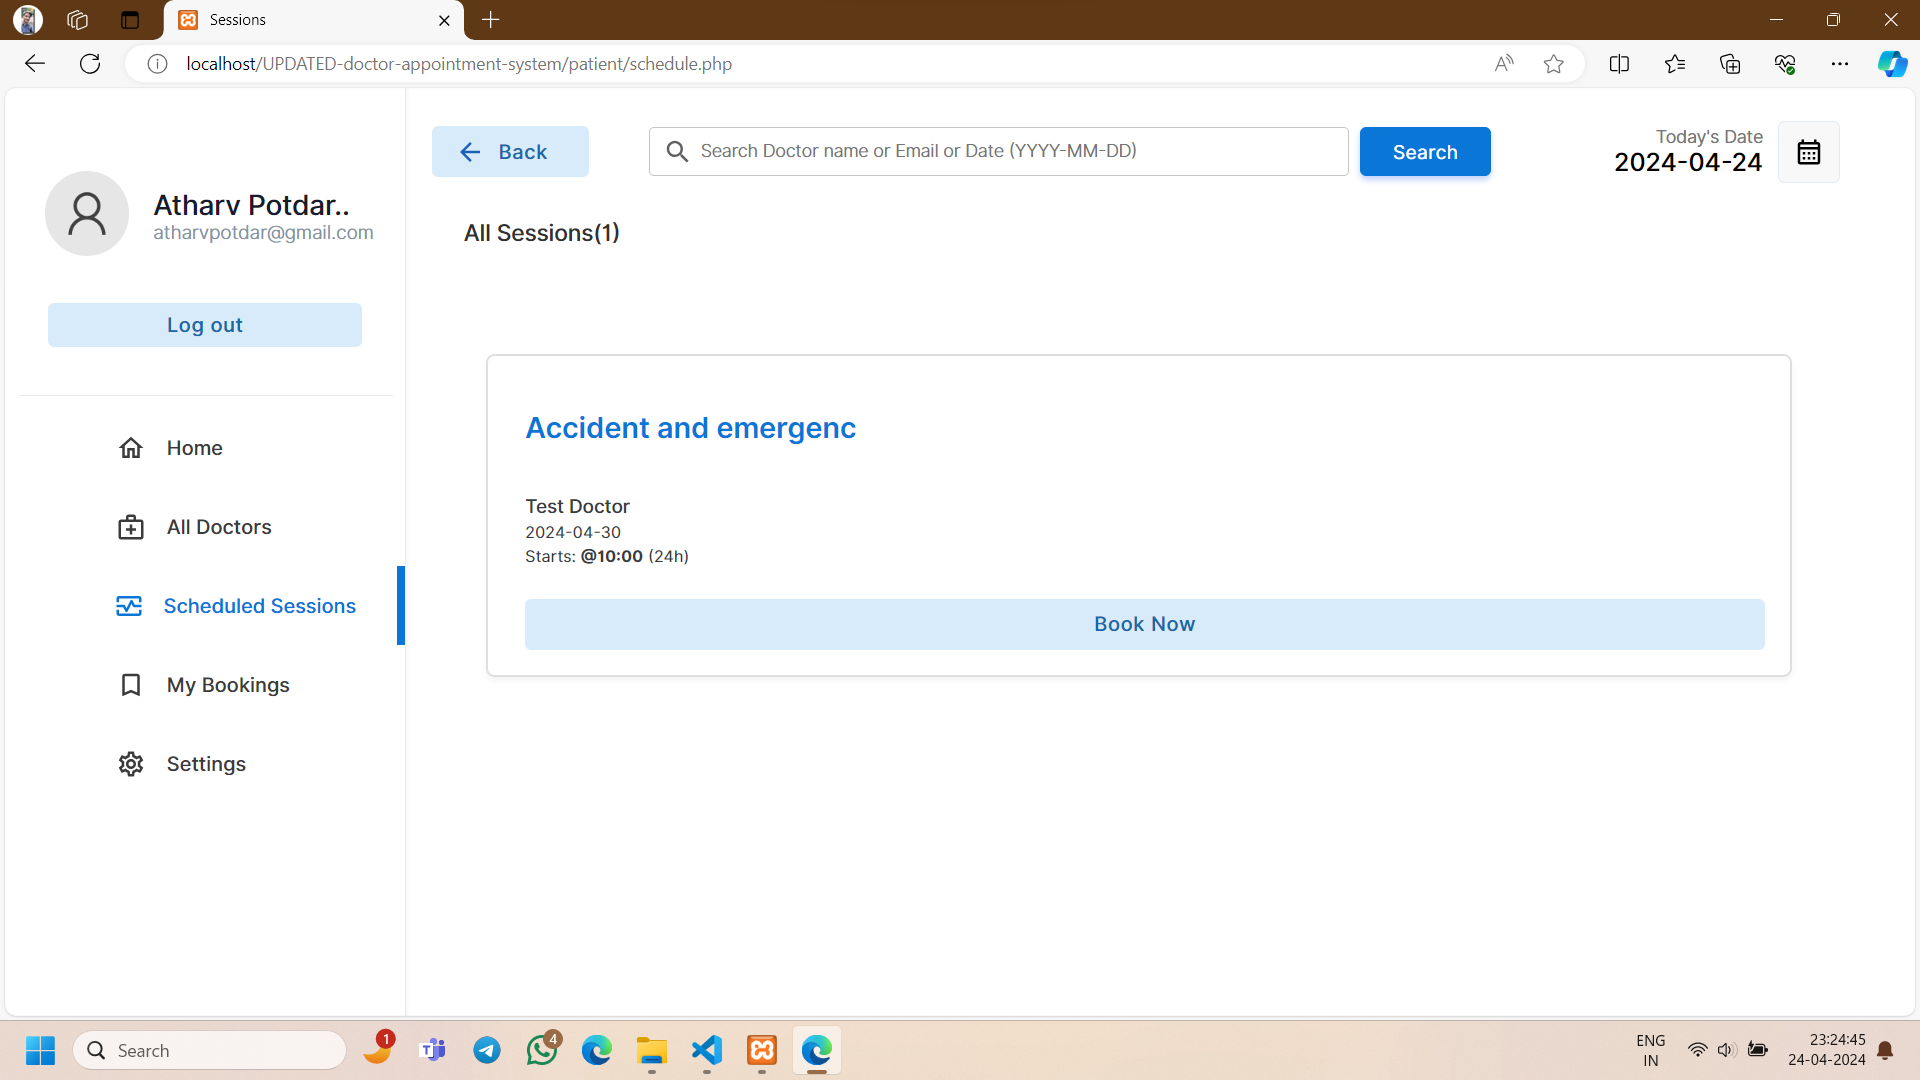 Sessions
localhost/UPDATED-doctor-appointment-system/patient/schedule.php
Atharv Potdar..
atharvpotdar@gmail.com
Log out
Home
All Doctors
Scheduled Sessions
My Bookings
Settings
Back
Search Doctor name or Email or Date (YYYY-MM-DD)
Search
Today's Date
2024-04-24
All Sessions(1)
Accident and emergenc
Test Doctor
2024-04-30
Starts: @10:00 (24h)
Book Now
Search
1
4
ENG
IN
23:24:45
24-04-2024